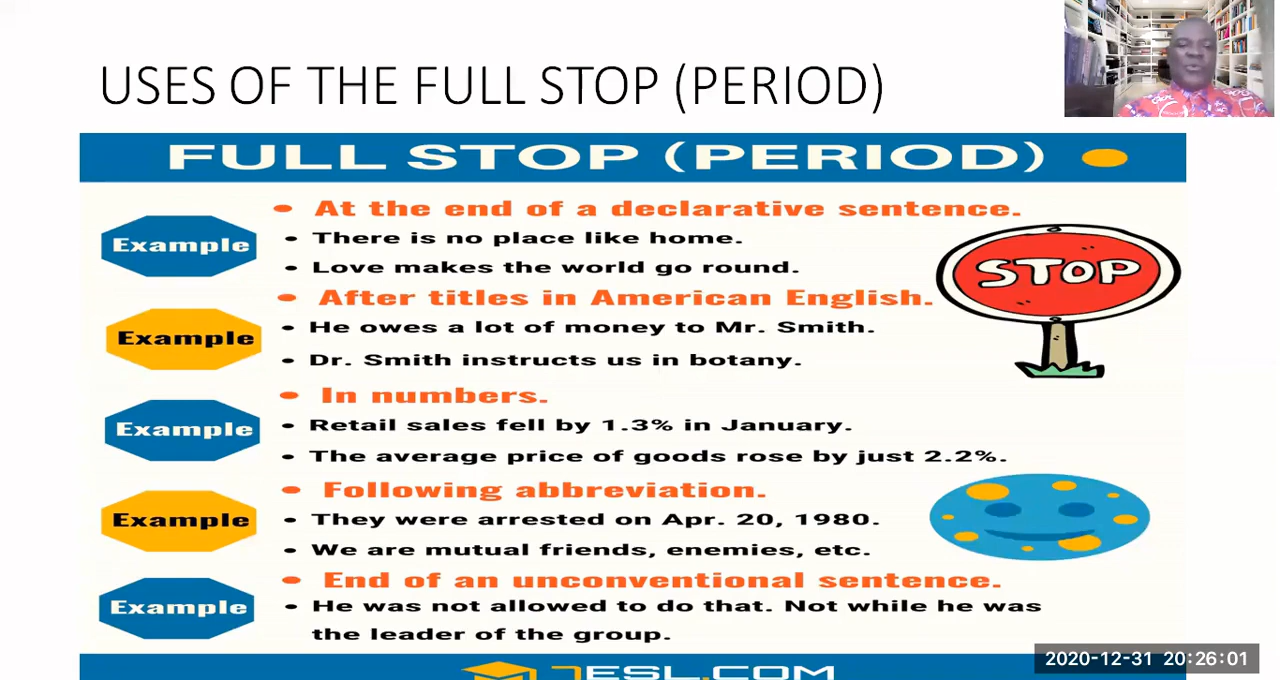 USES OF THE FULL STOP (PERIOD)
FULL STOP (PERIOD)
• At the end of a declarative sentence.
Example
• There is no place like home.
• Love makes the world go round.
STOP
• After titles in American English.
Example
• He owes a lot of money to Mr. Smith.
• Dr. Smith instructs us in botany.
• In numbers.
Example
• Retail sales fell by 1.3% in January.
• The average price of goods rose by just 2.2%.
• Following abbreviation.
Example
• They were arrested on Apr. 20, 1980.
• We are mutual friends, enemies, etc.
• End of an unconventional sentence.
Example
• He was not allowed to do that. Not while he was
the leader of the group.
7ESL.COM
2020-12-31 20:26:01